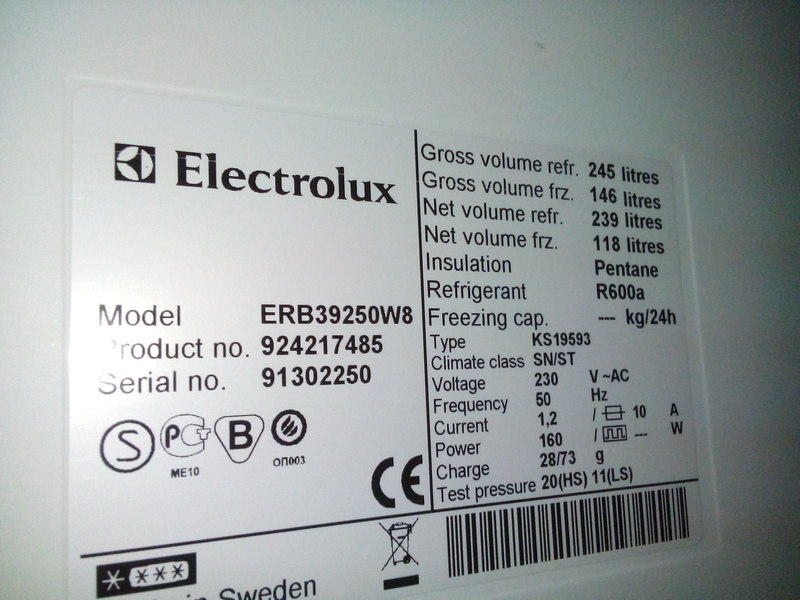 Electrolux
Model ERB39250W8
Product no. 924217485
Serial no. 91302250
S PCT B
ME10 ОП003
CE
Gross volume refr. 245 litres
Gross volume frz. 146 litres
Net volume refr. 239 litres
Net volume frz. 118 litres
Insulation Pentane
Refrigerant R600a
Freezing cap. --- kg/24h
Type KS19593
Climate class SN/ST
Voltage 230 V ~AC
Frequency 50 Hz
Current 1,2 / 10 A
Power 160 / --- W
Charge 28/73 g
Test pressure 20(HS) 11(LS)
in Sweden